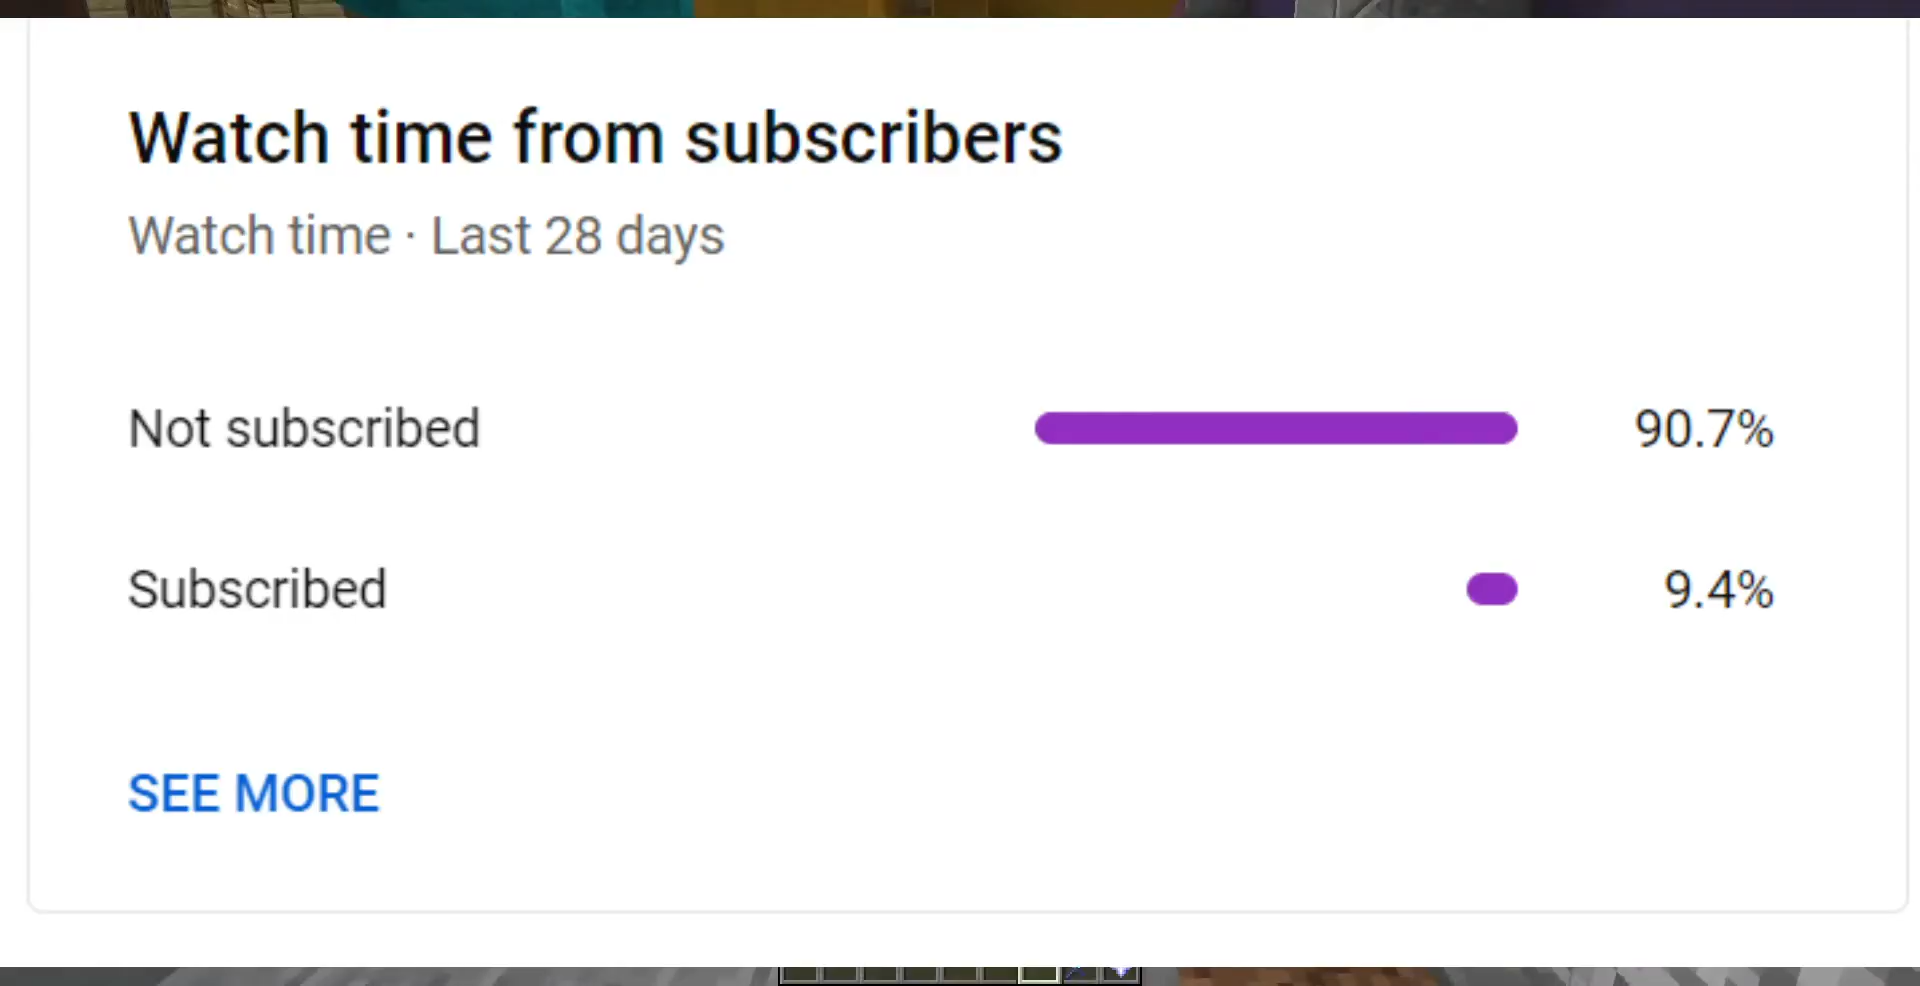 Watch time from subscribers
Watch time · Last 28 days
Not subscribed 90.7%
Subscribed 9.4%
SEE MORE